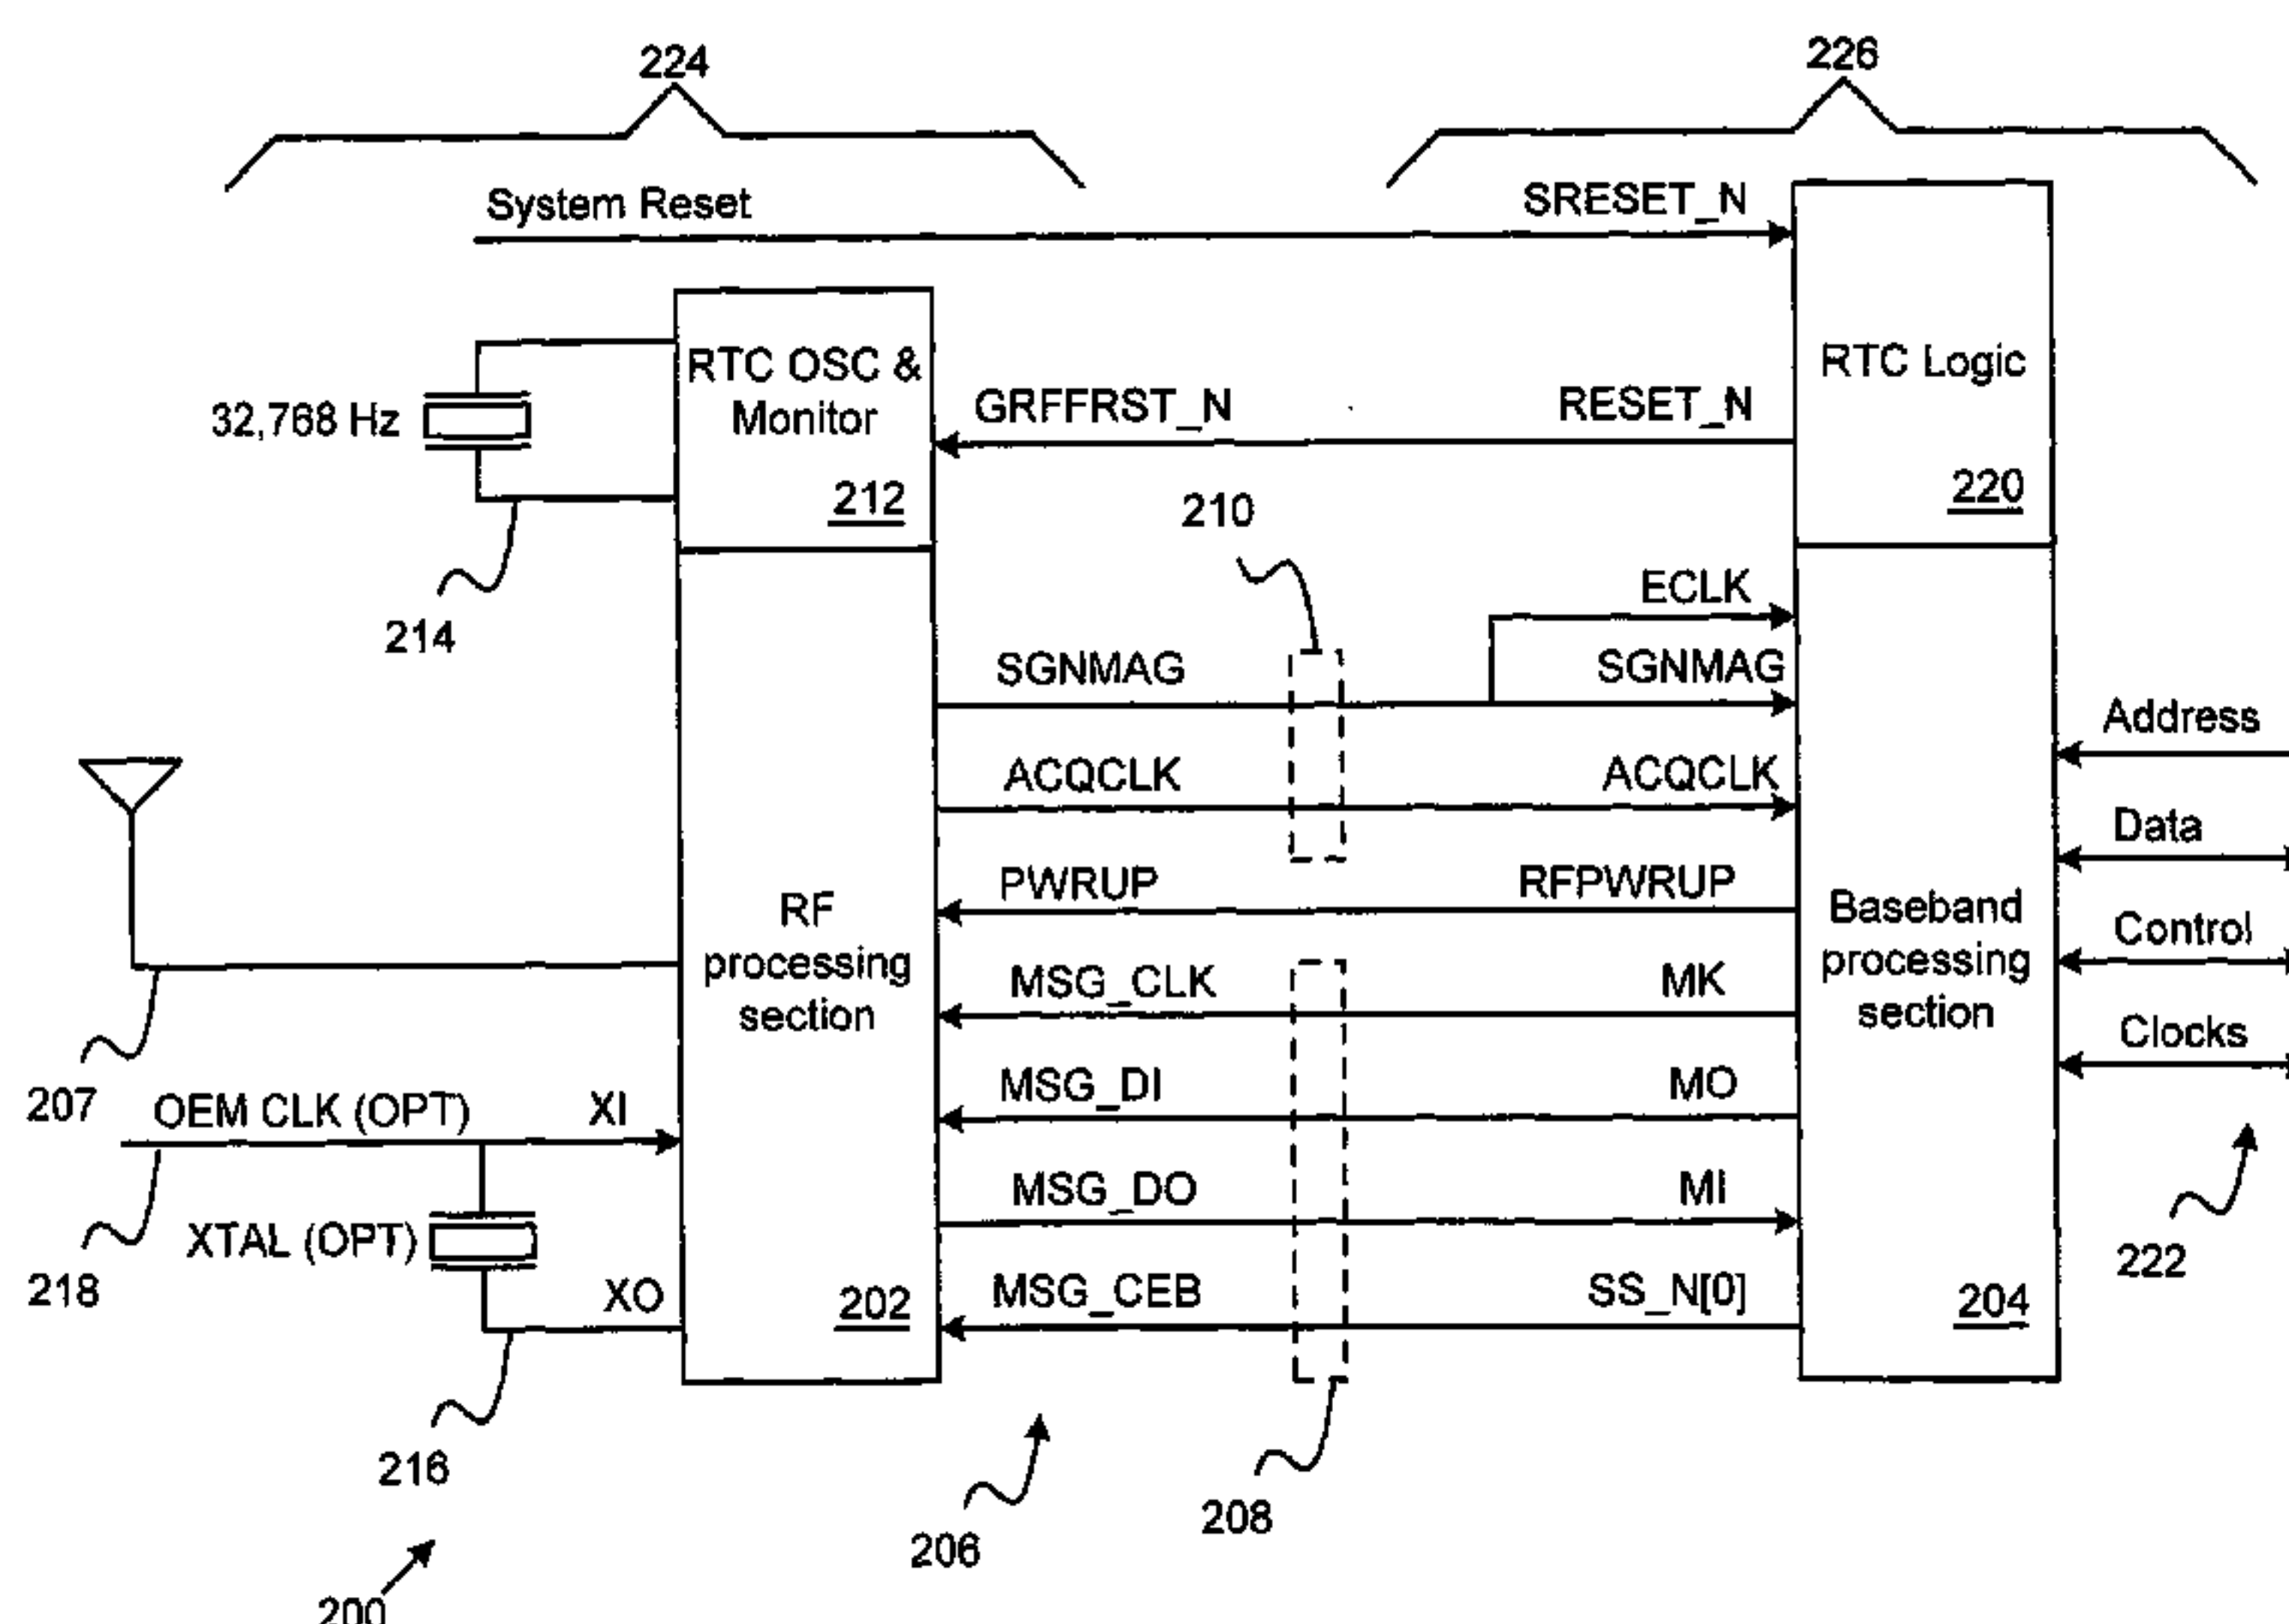 224
226
System Reset
SRESET_N
RTC OSC &
Monitor
212
32,768 Hz
214
GRFFRST_N
RESET_N
RTC Logic
220
210
ECLK
SGNMAG
SGNMAG
ACQCLK
ACQCLK
PWRUP
RFPWRUP
MSG_CLK
MK
MSG_DI
MO
MSG_DO
MI
MSG_CEB
SS_N[0]
RF
processing
section
202
Baseband
processing
section
204
Address
Data
Control
Clocks
222
207
OEM CLK (OPT)
XI
218
XTAL (OPT)
XO
216
206
208
200